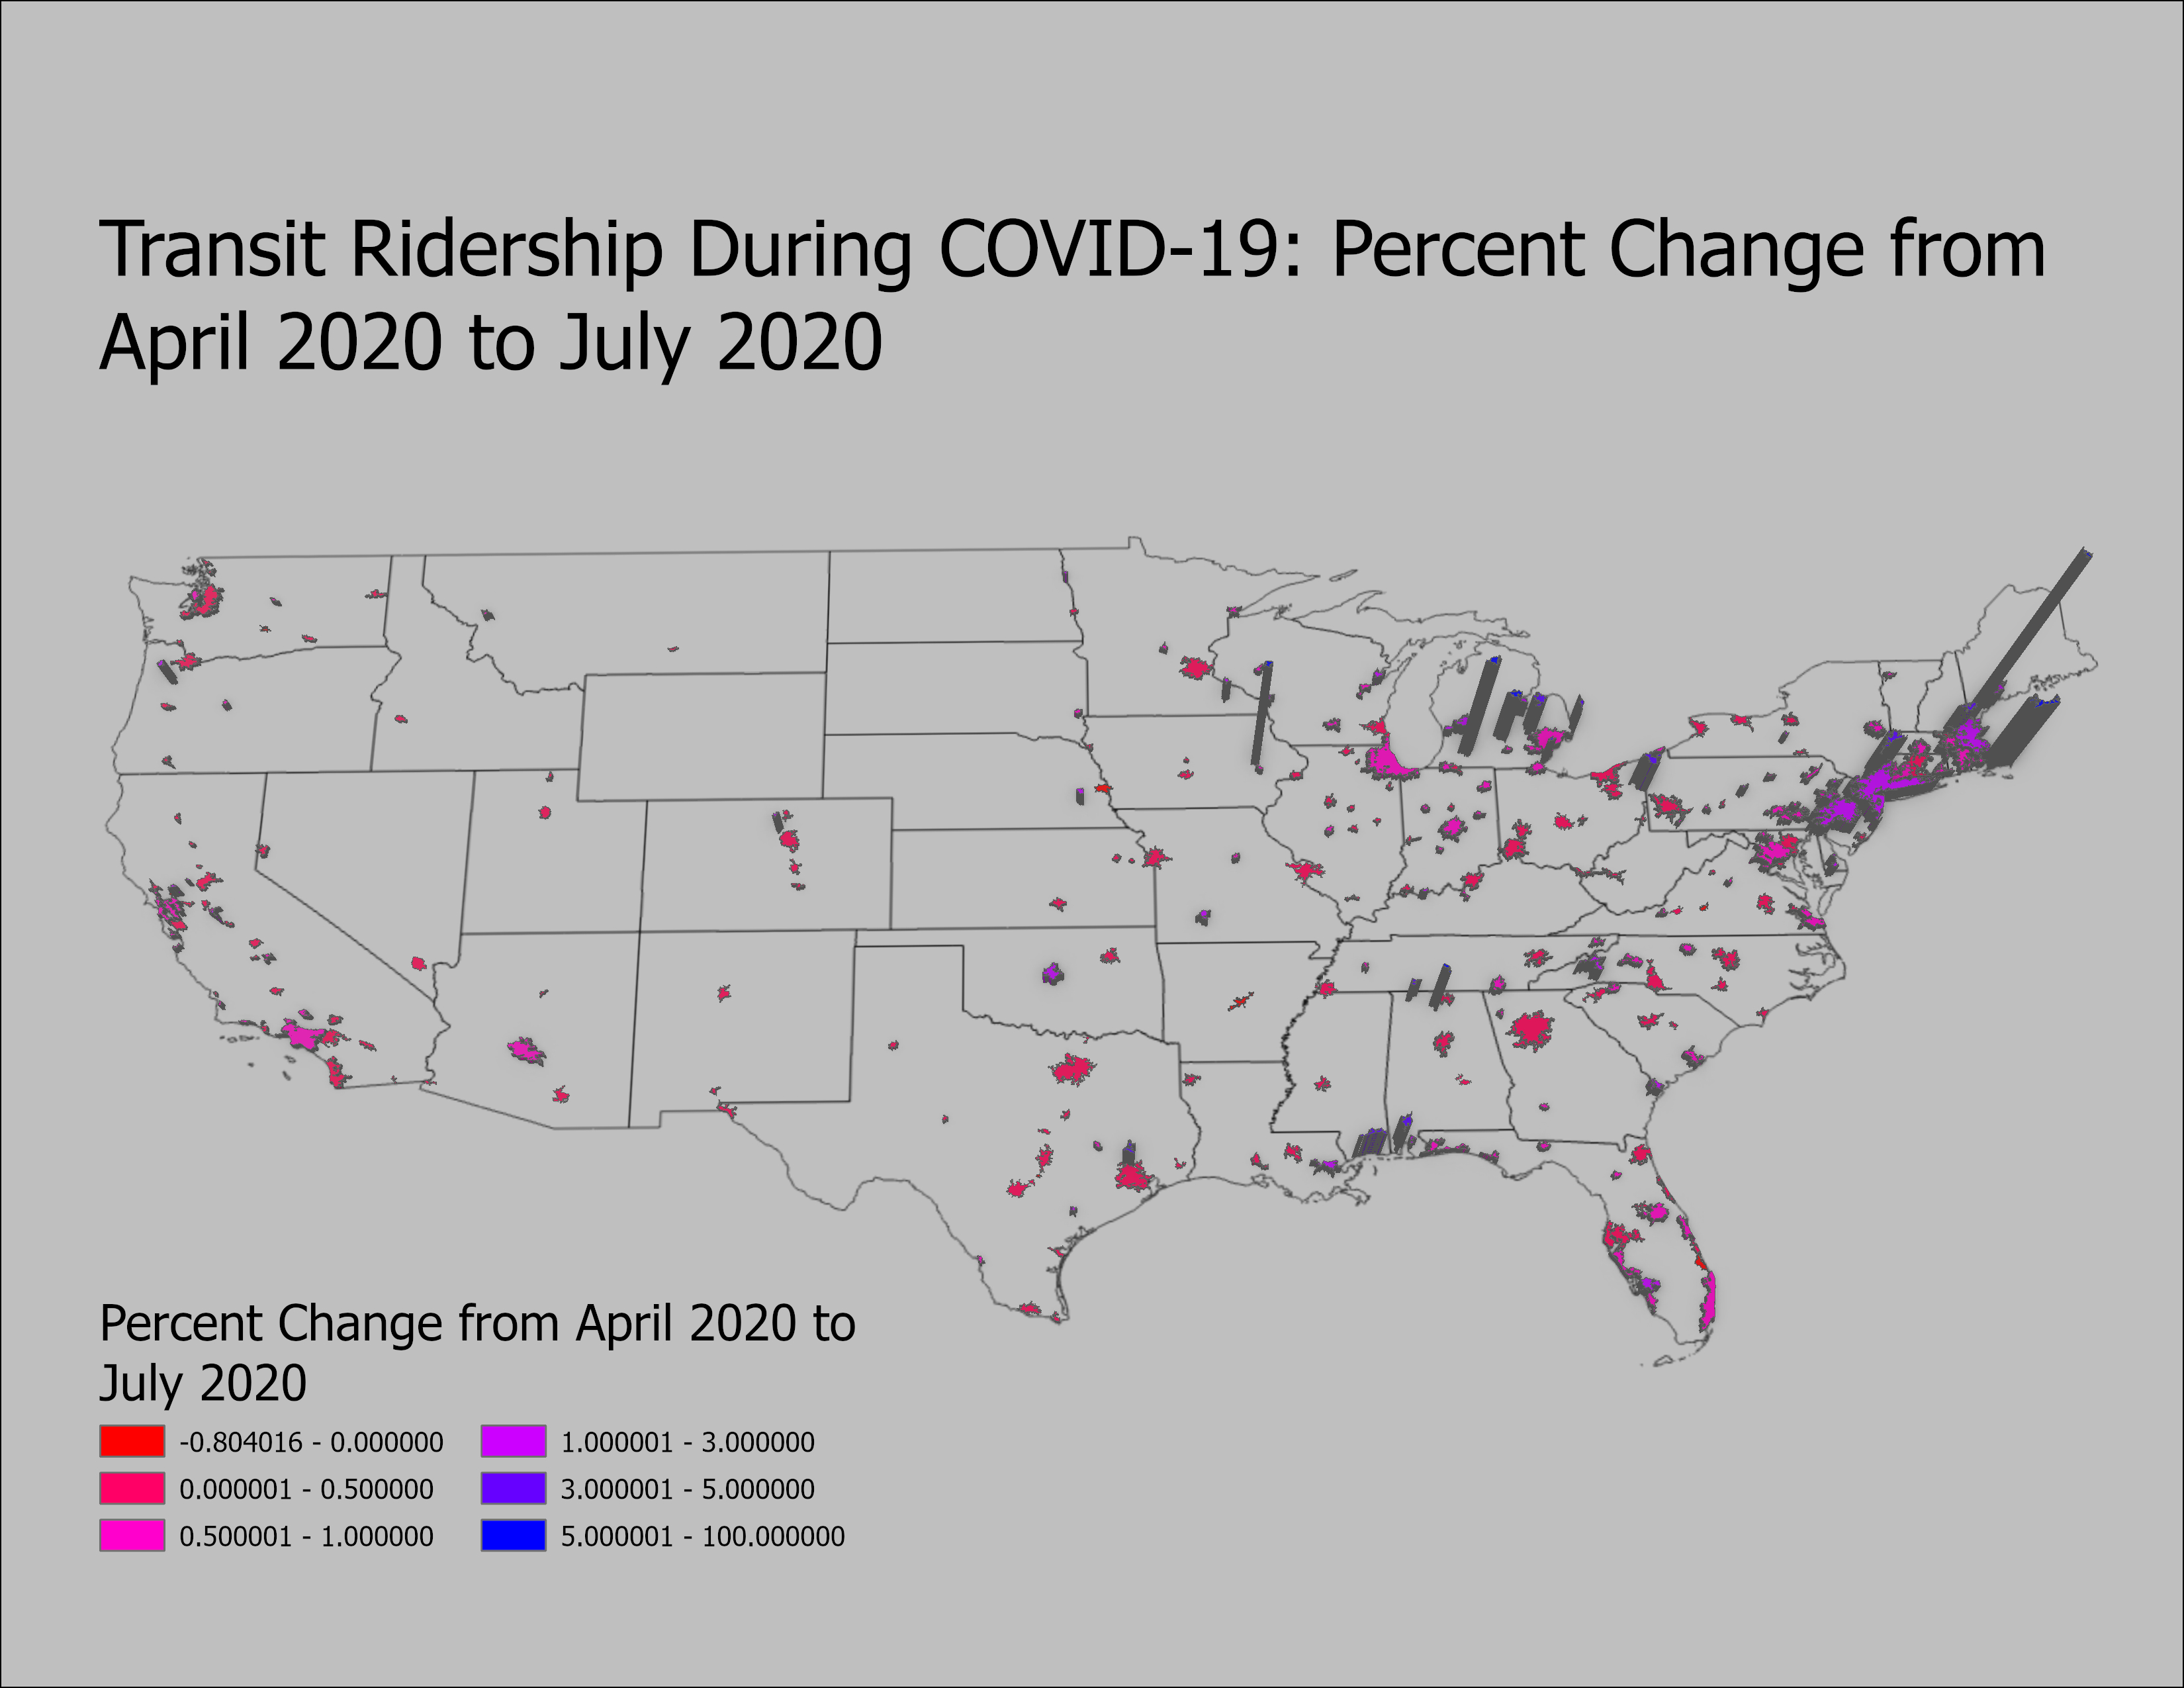 Transit Ridership During COVID-19: Percent Change from
April 2020 to July 2020
Percent Change from April 2020 to
July 2020
-0.804016 - 0.000000
0.000001 - 0.500000
0.500001 - 1.000000
1.000001 - 3.000000
3.000001 - 5.000000
5.000001 - 100.000000